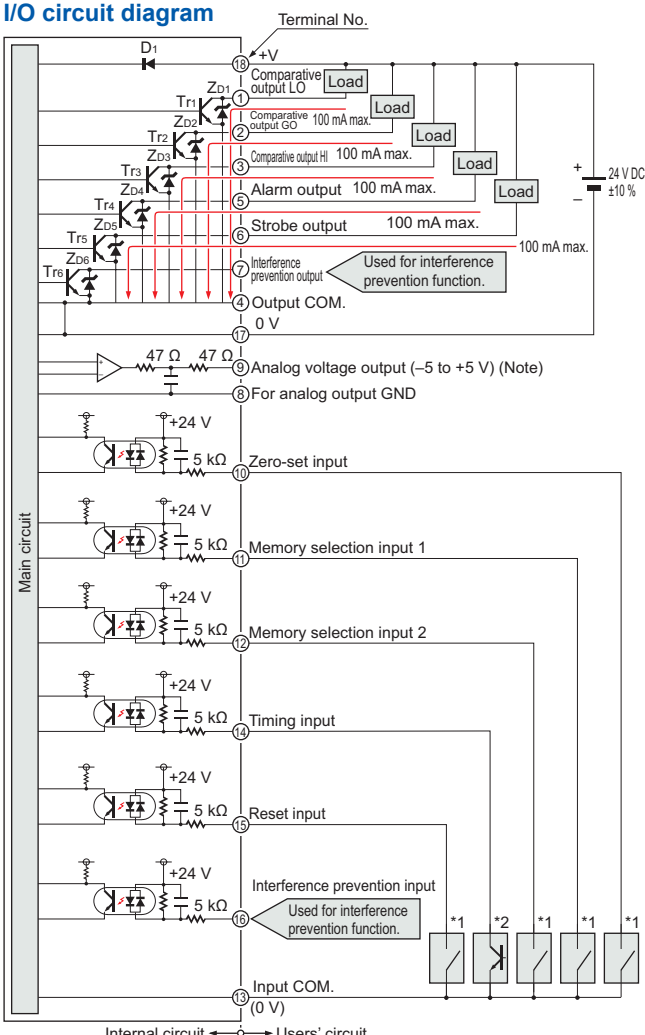 I/O circuit diagram
Terminal No.
D1
18
+V
Comparative
output LO
Load
ZD1
1
Tr1
Load
ZD2
2
Comparative
output GO
100 mA max.
Tr2
Load
ZD3
3
Comparative output HI
100 mA max.
Tr3
Load
ZD4
5
Alarm output
100 mA max.
Tr4
Load
ZD5
6
Strobe output
100 mA max.
Tr5
100 mA max.
+
24 V DC
±10 %
–
ZD6
7
Interference
prevention output
Used for interference
prevention function.
Tr6
4
Output COM.
0 V
17
+
–
47 Ω
47 Ω
9
Analog voltage output (–5 to +5 V) (Note)
8
For analog output GND
+24 V
5 kΩ
10
Zero-set input
+24 V
5 kΩ
11
Memory selection input 1
+24 V
5 kΩ
12
Memory selection input 2
+24 V
5 kΩ
14
Timing input
+24 V
5 kΩ
15
Reset input
+24 V
5 kΩ
16
Interference prevention input
Used for interference
prevention function.
Main circuit
*1
*2
*1
*1
*1
13
Input COM.
(0 V)
Internal circuit
Users' circuit